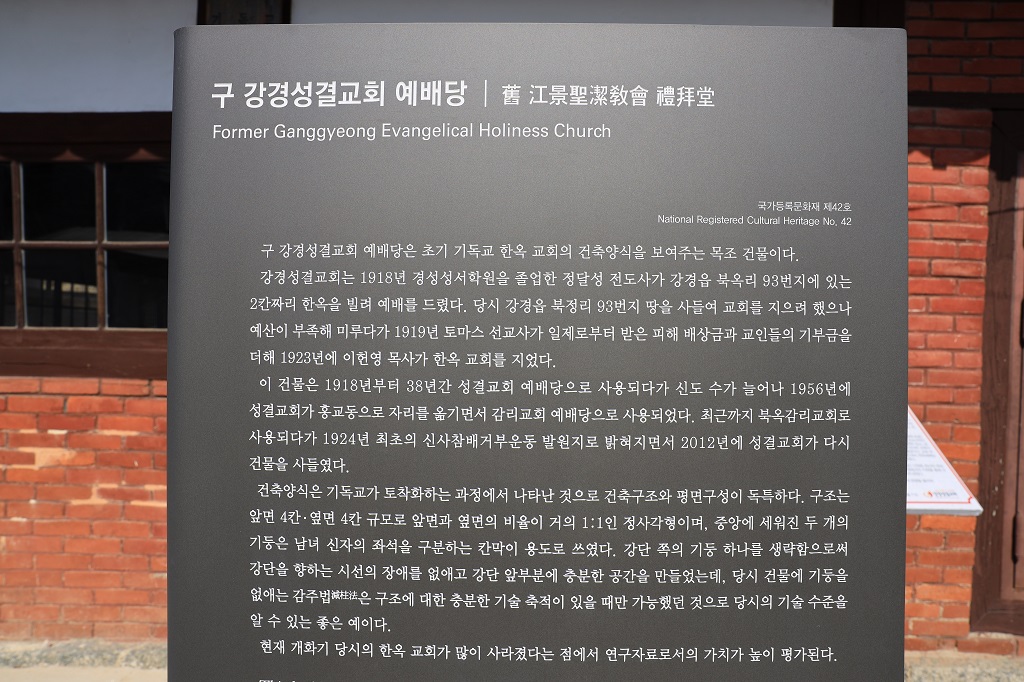 구 강경성결교회 예배당 | 舊 江景聖潔敎會 禮拜堂
Former Ganggyeong Evangelical Holiness Church
국가등록문화재 제42호
National Registered Cultural Heritage No. 42
구 강경성결교회 예배당은 초기 기독교 한옥 교회의 건축양식을 보여주는 목조 건물이다.
강경성결교회는 1918년 경성성서학원을 졸업한 정달성 전도사가 강경읍 북옥리 93번지에 있는
2칸짜리 한옥을 빌려 예배를 드렸다. 당시 강경읍 북정리 93번지 땅을 사들여 교회를 지으려 했으나
예산이 부족해 미루다가 1919년 토마스 선교사가 일제로부터 받은 피해 배상금과 교인들의 기부금을
더해 1923년에 이헌영 목사가 한옥 교회를 지었다.
이 건물은 1918년부터 38년간 성결교회 예배당으로 사용되다가 신도 수가 늘어나 1956년에
성결교회가 홍교동으로 자리를 옮기면서 감리교회 예배당으로 사용되었다. 최근까지 북옥감리교회로
사용되다가 1924년 최초의 신사참배거부운동 발원지로 밝혀지면서 2012년에 성결교회가 다시
건물을 사들였다.
건축양식은 기독교가 토착화하는 과정에서 나타난 것으로 건축구조와 평면구성이 독특하다. 구조는
앞면 4칸·옆면 4칸 규모로 앞면과 옆면의 비율이 거의 1:1인 정사각형이며, 중앙에 세워진 두 개의
기둥은 남녀 신자의 좌석을 구분하는 칸막이 용도로 쓰였다. 강단 쪽의 기둥 하나를 생략함으로써
강단을 향하는 시선의 장애를 없애고 강단 앞부분에 충분한 공간을 만들었는데, 당시 건물에 기둥을
없애는 감주법減柱法은 구조에 대한 충분한 기술 축적이 있을 때만 가능했던 것으로 당시의 기술 수준을
알 수 있는 좋은 예이다.
현재 개화기 당시의 한옥 교회가 많이 사라졌다는 점에서 연구자료로서의 가치가 높이 평가된다.